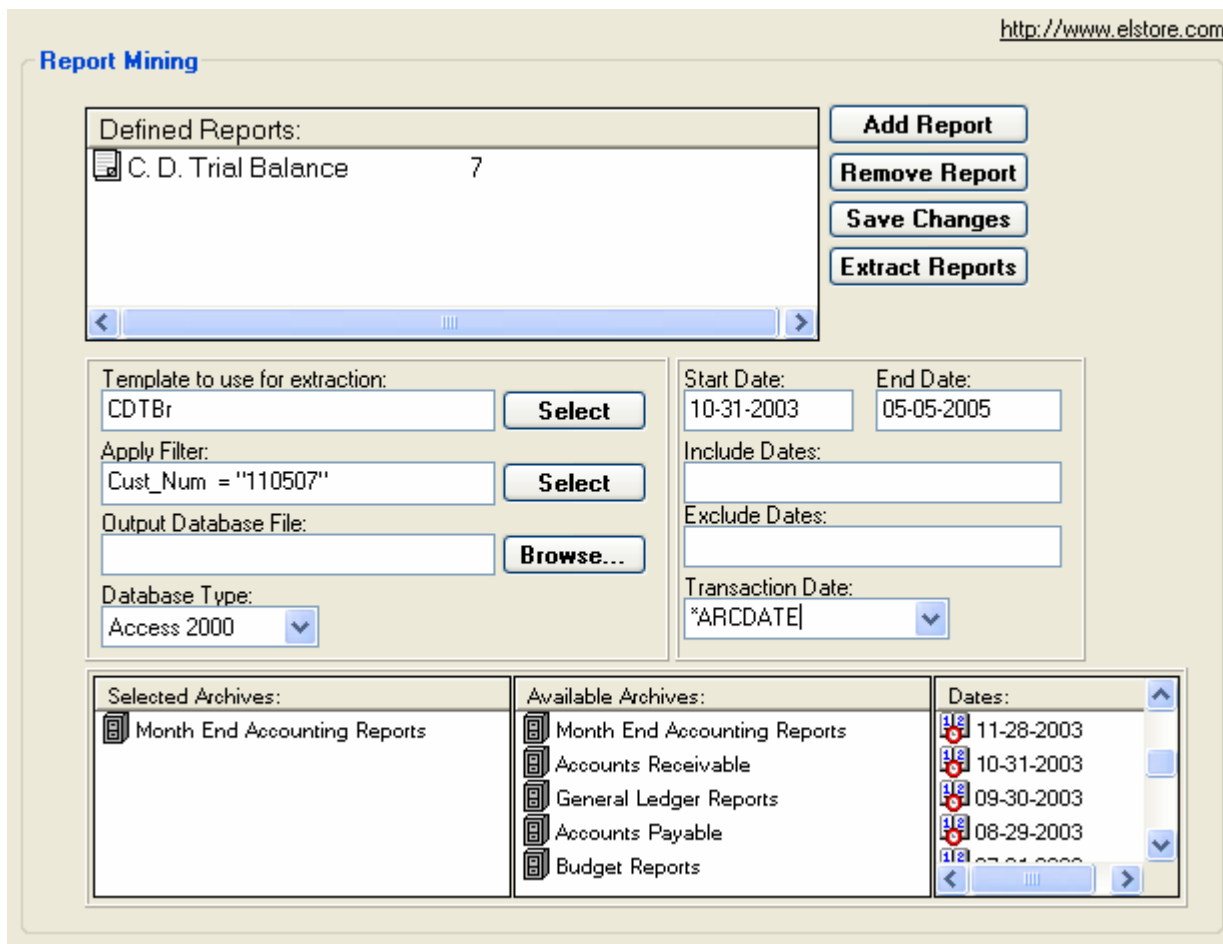 http://www.elstore.com
Report Mining
Defined Reports:
C. D. Trial Balance 7
Add Report
Remove Report
Save Changes
Extract Reports
Template to use for extraction:
CDTBr
Select
Apply Filter:
Cust_Num = "110507"
Select
Output Database File:
Browse...
Database Type:
Access 2000
Start Date:
End Date:
10-31-2003
05-05-2005
Include Dates:
Exclude Dates:
Transaction Date:
*ARCDATE
Selected Archives:
Month End Accounting Reports
Available Archives:
Month End Accounting Reports
Accounts Receivable
General Ledger Reports
Accounts Payable
Budget Reports
Dates:
11-28-2003
10-31-2003
09-30-2003
08-29-2003